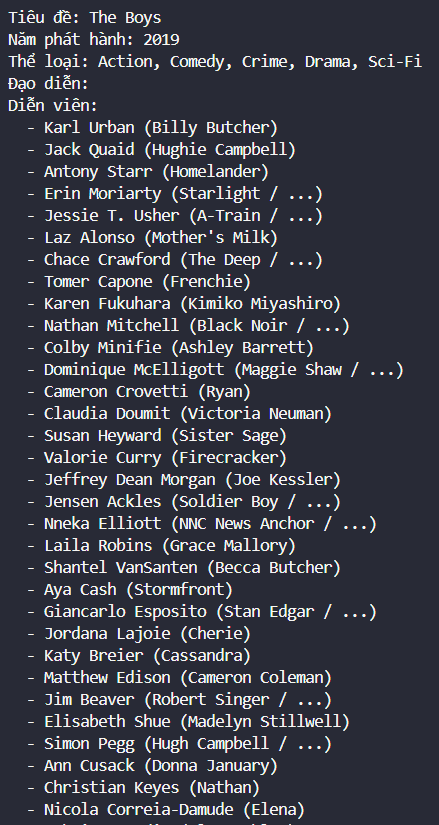 Tiêu đề: The Boys
Năm phát hành: 2019
Thể loại: Action, Comedy, Crime, Drama, Sci-Fi
Đạo diễn:
Diễn viên:
- Karl Urban (Billy Butcher)
- Jack Quaid (Hughie Campbell)
- Antony Starr (Homelander)
- Erin Moriarty (Starlight / ...)
- Jessie T. Usher (A-Train / ...)
- Laz Alonso (Mother's Milk)
- Chace Crawford (The Deep / ...)
- Tomer Capone (Frenchie)
- Karen Fukuhara (Kimiko Miyashiro)
- Nathan Mitchell (Black Noir / ...)
- Colby Minifie (Ashley Barrett)
- Dominique McElligott (Maggie Shaw / ...)
- Cameron Crovetti (Ryan)
- Claudia Doumit (Victoria Neuman)
- Susan Heyward (Sister Sage)
- Valorie Curry (Firecracker)
- Jeffrey Dean Morgan (Joe Kessler)
- Jensen Ackles (Soldier Boy / ...)
- Nneka Elliott (NNC News Anchor / ...)
- Laila Robins (Grace Mallory)
- Shantel VanSanten (Becca Butcher)
- Aya Cash (Stormfront)
- Giancarlo Esposito (Stan Edgar / ...)
- Jordana Lajoie (Cherie)
- Katy Breier (Cassandra)
- Matthew Edison (Cameron Coleman)
- Jim Beaver (Robert Singer / ...)
- Elisabeth Shue (Madelyn Stillwell)
- Simon Pegg (Hugh Campbell / ...)
- Ann Cusack (Donna January)
- Christian Keyes (Nathan)
- Nicola Correia-Damude (Elena)